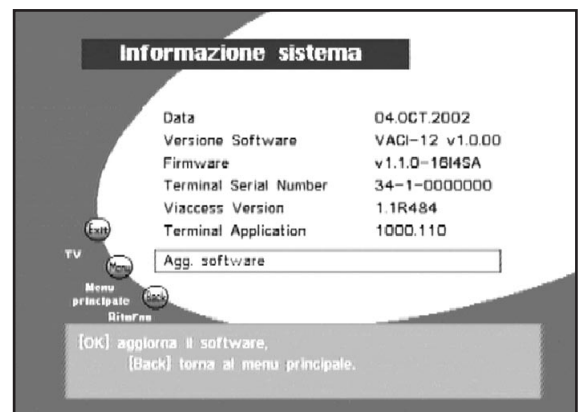 Informazione sistema
Data 04.OCT.2002
Versione Software VACI-12 v1.0.00
Firmware v1.1.0-16I4SA
Terminal Serial Number 34-1-0000000
Viaccess Version 1.1R484
Terminal Application 1000.110
Agg. software
Exit
TV
Menu
Menu
principale
Back
Ritorno
[OK] aggiorna il software,
[Back] torna al menu principale.